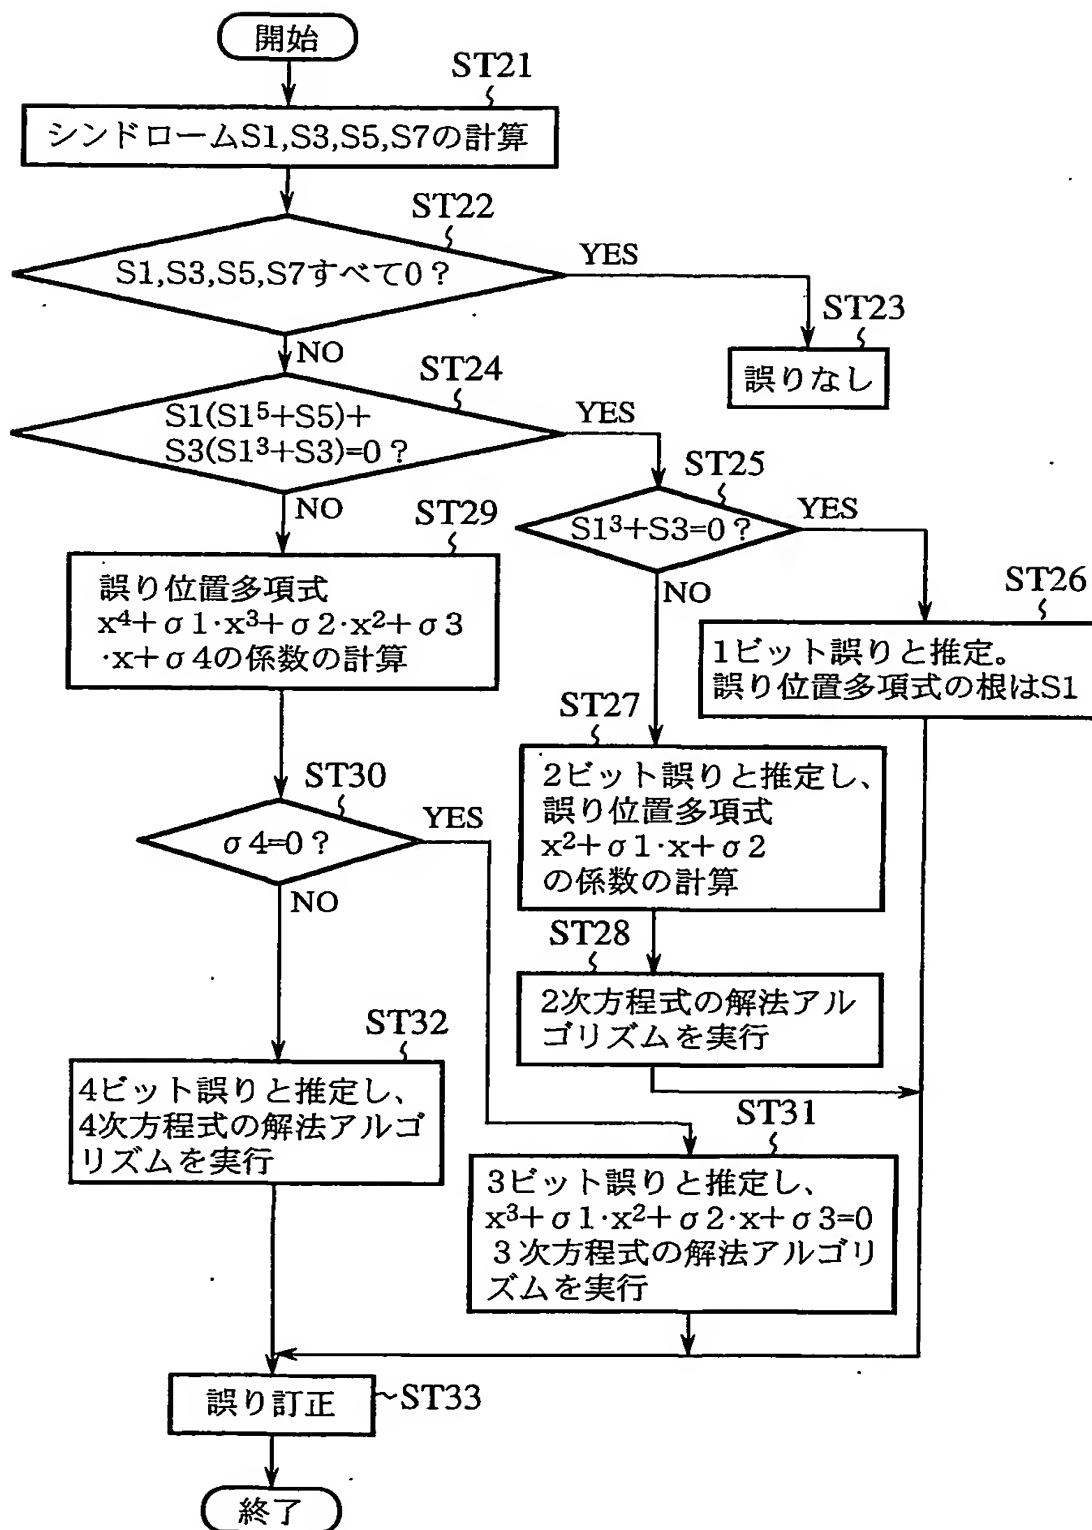 開始
ST21
シンドロームS1,S3,S5,S7の計算
ST22
S1,S3,S5,S7すべて0？
YES
NO
ST23
誤りなし
ST24
S1(S1⁵+S5)+
S3(S1³+S3)=0？
YES
NO
ST25
S1³+S3=0？
YES
NO
ST26
1ビット誤りと推定。
誤り位置多項式の根はS1
ST29
誤り位置多項式
x⁴+σ1·x³+σ2·x²+σ3
·x+σ4の係数の計算
ST27
2ビット誤りと推定し、
誤り位置多項式
x²+σ1·x+σ2
の係数の計算
ST30
σ4=0？
YES
NO
ST28
2次方程式の解法アル
ゴリズムを実行
ST32
4ビット誤りと推定し、
4次方程式の解法アルゴ
リズムを実行
ST31
3ビット誤りと推定し、
x³+σ1·x²+σ2·x+σ3=0
3次方程式の解法アルゴリ
ズムを実行
誤り訂正
ST33
終了